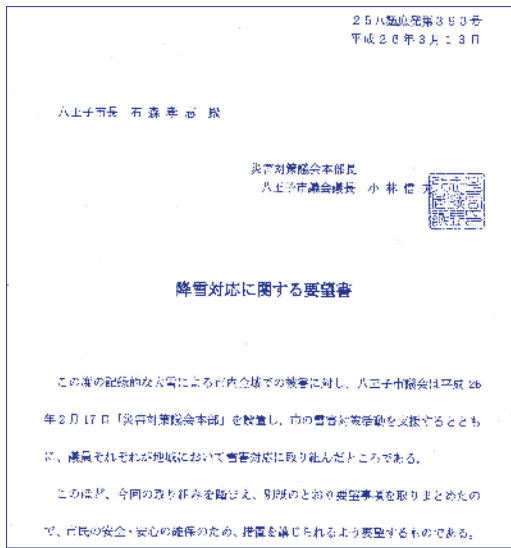 25八議庶発第393号
平成26年3月13日
八王子市長 石森孝志 殿
災害対策議会本部長
八王子市議会議長 小林信夫
降雪対応に関する要望書
この度の記録的な大雪による市内全域での被害に対し、八王子市議会は平成26
年2月17日「災害対策議会本部」を設置し、市の雪害対策活動を支援するととも
に、議員それぞれが地域において雪害対応に取り組んだところである。
このほど、今回の取り組みを踏まえ、別紙のとおり要望事項を取りまとめたの
で、市民の安全・安心の確保のため、措置を講じられるよう要望するものである。